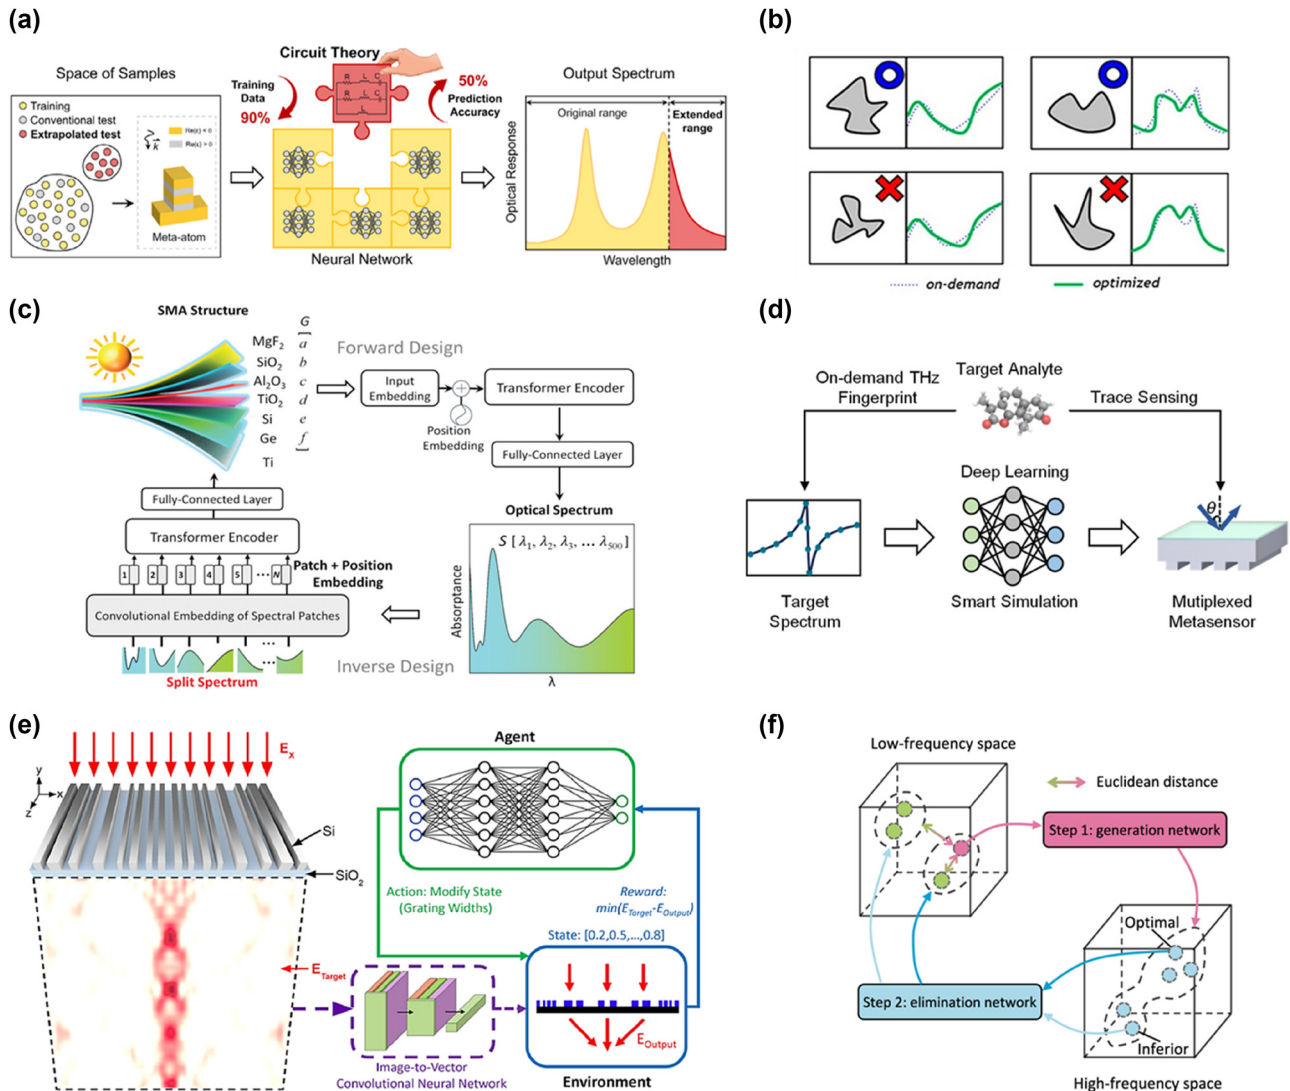 (a)
Space of Samples
Training
Conventional test
Extrapolated test
k
Re(ε) < 0
Re(ε) > 0
Meta-atom
Circuit Theory
Training
Data
90%
R L C
R L C
L
50%
Prediction
Accuracy
Neural Network
Output Spectrum
Original range
Extended
range
Optical Response
Wavelength
(b)
on-demand
optimized
(c)
SMA Structure
G
MgF2 a
SiO2 b
Al2O3 c
TiO2 d
Si e
Ge f
Ti
Forward Design
Input
Embedding
Position
Embedding
Transformer Encoder
Fully-Connected Layer
Optical Spectrum
S [ λ1, λ2, λ3, ... λ500 ]
Absorptance
λ
Fully-Connected Layer
Transformer Encoder
1 2 3 4 5 ... N
Patch + Position
Embedding
Convolutional Embedding of Spectral Patches
...
Split Spectrum
Inverse Design
(d)
On-demand THz
Fingerprint
Target Analyte
Trace Sensing
Deep Learning
θ
Target
Spectrum
Smart Simulation
Mutiplexed
Metasensor
(e)
Ex
y
x
z
Si
SiO2
ETarget
Agent
Action: Modify State
(Grating Widths)
Reward:
min(ETarget-EOutput)
State: [0.2,0.5,...,0.8]
EOutput
Image-to-Vector
Convolutional Neural Network
Environment
(f)
Low-frequency space
Euclidean distance
Step 1: generation network
Optimal
Step 2: elimination network
Inferior
High-frequency space